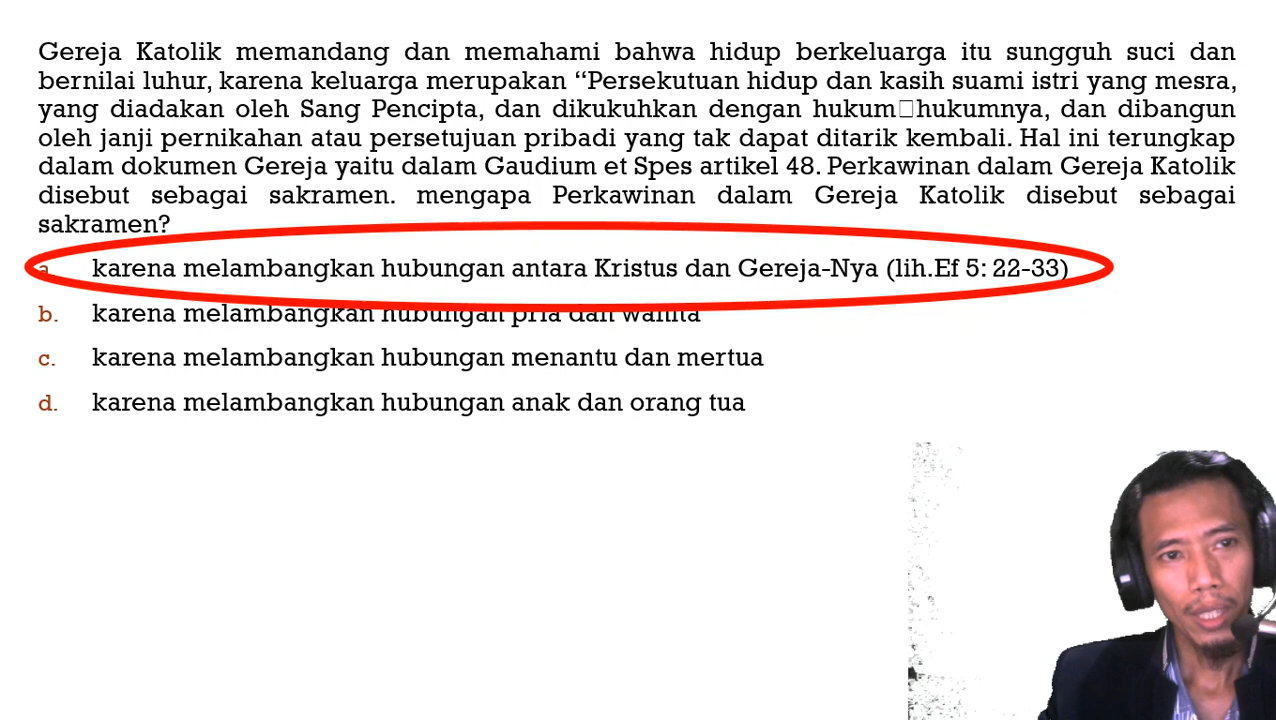 Gereja Katolik memandang dan memahami bahwa hidup berkeluarga itu sungguh suci dan
bernilai luhur, karena keluarga merupakan “Persekutuan hidup dan kasih suami istri yang mesra,
yang diadakan oleh Sang Pencipta, dan dikukuhkan dengan hukum□hukumnya, dan dibangun
oleh janji pernikahan atau persetujuan pribadi yang tak dapat ditarik kembali. Hal ini terungkap
dalam dokumen Gereja yaitu dalam Gaudium et Spes artikel 48. Perkawinan dalam Gereja Katolik
disebut sebagai sakramen. mengapa Perkawinan dalam Gereja Katolik disebut sebagai
sakramen?
a. karena melambangkan hubungan antara Kristus dan Gereja-Nya (lih.Ef 5: 22-33)
b. karena melambangkan hubungan pria dan wanita
c. karena melambangkan hubungan menantu dan mertua
d. karena melambangkan hubungan anak dan orang tua